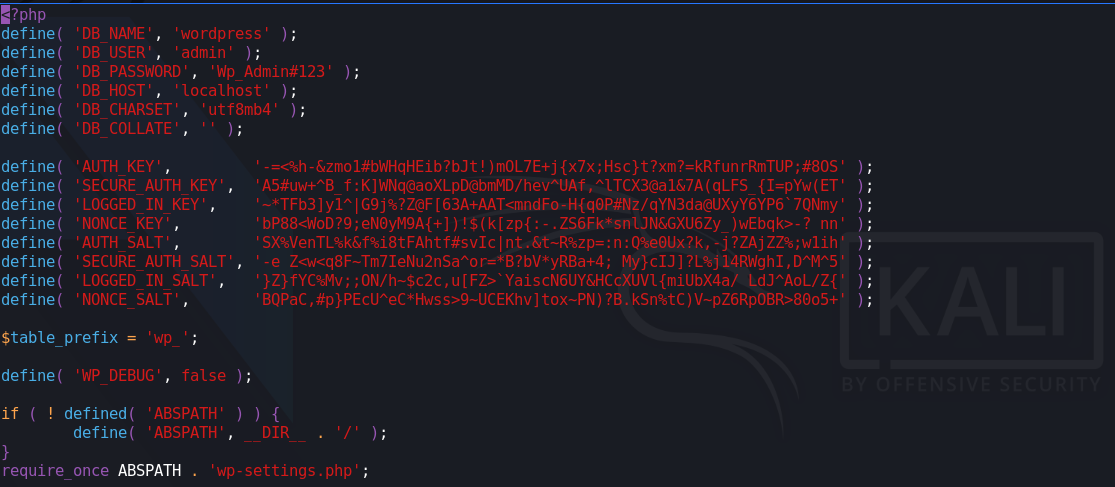 <?php
define( 'DB_NAME', 'wordpress' );
define( 'DB_USER', 'admin' );
define( 'DB_PASSWORD', 'Wp_Admin#123' );
define( 'DB_HOST', 'localhost' );
define( 'DB_CHARSET', 'utf8mb4' );
define( 'DB_COLLATE', '' );
define( 'AUTH_KEY',         '-=<%h-&zmo1#bWHqHEib?bJt!)mOL7E+j{x7x;Hsc}t?xm?=kRfunrRmTUP;#8OS' );
define( 'SECURE_AUTH_KEY',  'A5#uw+^B_f:K]WNq@aoXLpD@bmMD/hev^UAf,^lTCX3@a1&7A(qLFS_{I=pYw(ET' );
define( 'LOGGED_IN_KEY',    '~*TFb3]y1^|G9j%?Z@F[63A+AAT<mndFo-H{q0P#Nz/qYN3da@UXyY6YP6`7QNmy' );
define( 'NONCE_KEY',        'bP88<WoD?9;eN0yM9A{+])!$(k[zp{:-.ZS6Fk*snlJN&GXU6Zy_)wEbqk>-? nn' );
define( 'AUTH_SALT',        'SX%VenTL%k&f%i8tFAhtf#svIc|nt.&t~R%zp=:n:Q%e0Ux?k,-j?ZAjZZ%;w1ih' );
define( 'SECURE_AUTH_SALT', '-e Z<w<q8F~Tm7IeNu2nSa^or=*B?bV*yRBa+4; My}cIJ]?L%j14RWghI,D^M^5' );
define( 'LOGGED_IN_SALT',   '}Z}fYC%Mv;;ON/h~$c2c,u[FZ>`YaiscN6UY&HCcXUVl{miUbX4a/ LdJ^AoL/Z{' );
define( 'NONCE_SALT',       'BQPaC,#p}PEcU^eC*Hwss>9~UCEKhv]tox~PN)?B.kSn%tC)V~pZ6RpOBR>80o5+' );
$table_prefix = 'wp_';
define( 'WP_DEBUG', false );
if ( ! defined( 'ABSPATH' ) ) {
        define( 'ABSPATH', __DIR__ . '/' );
}
require_once ABSPATH . 'wp-settings.php';
KALI
BY OFFENSIVE SECURITY